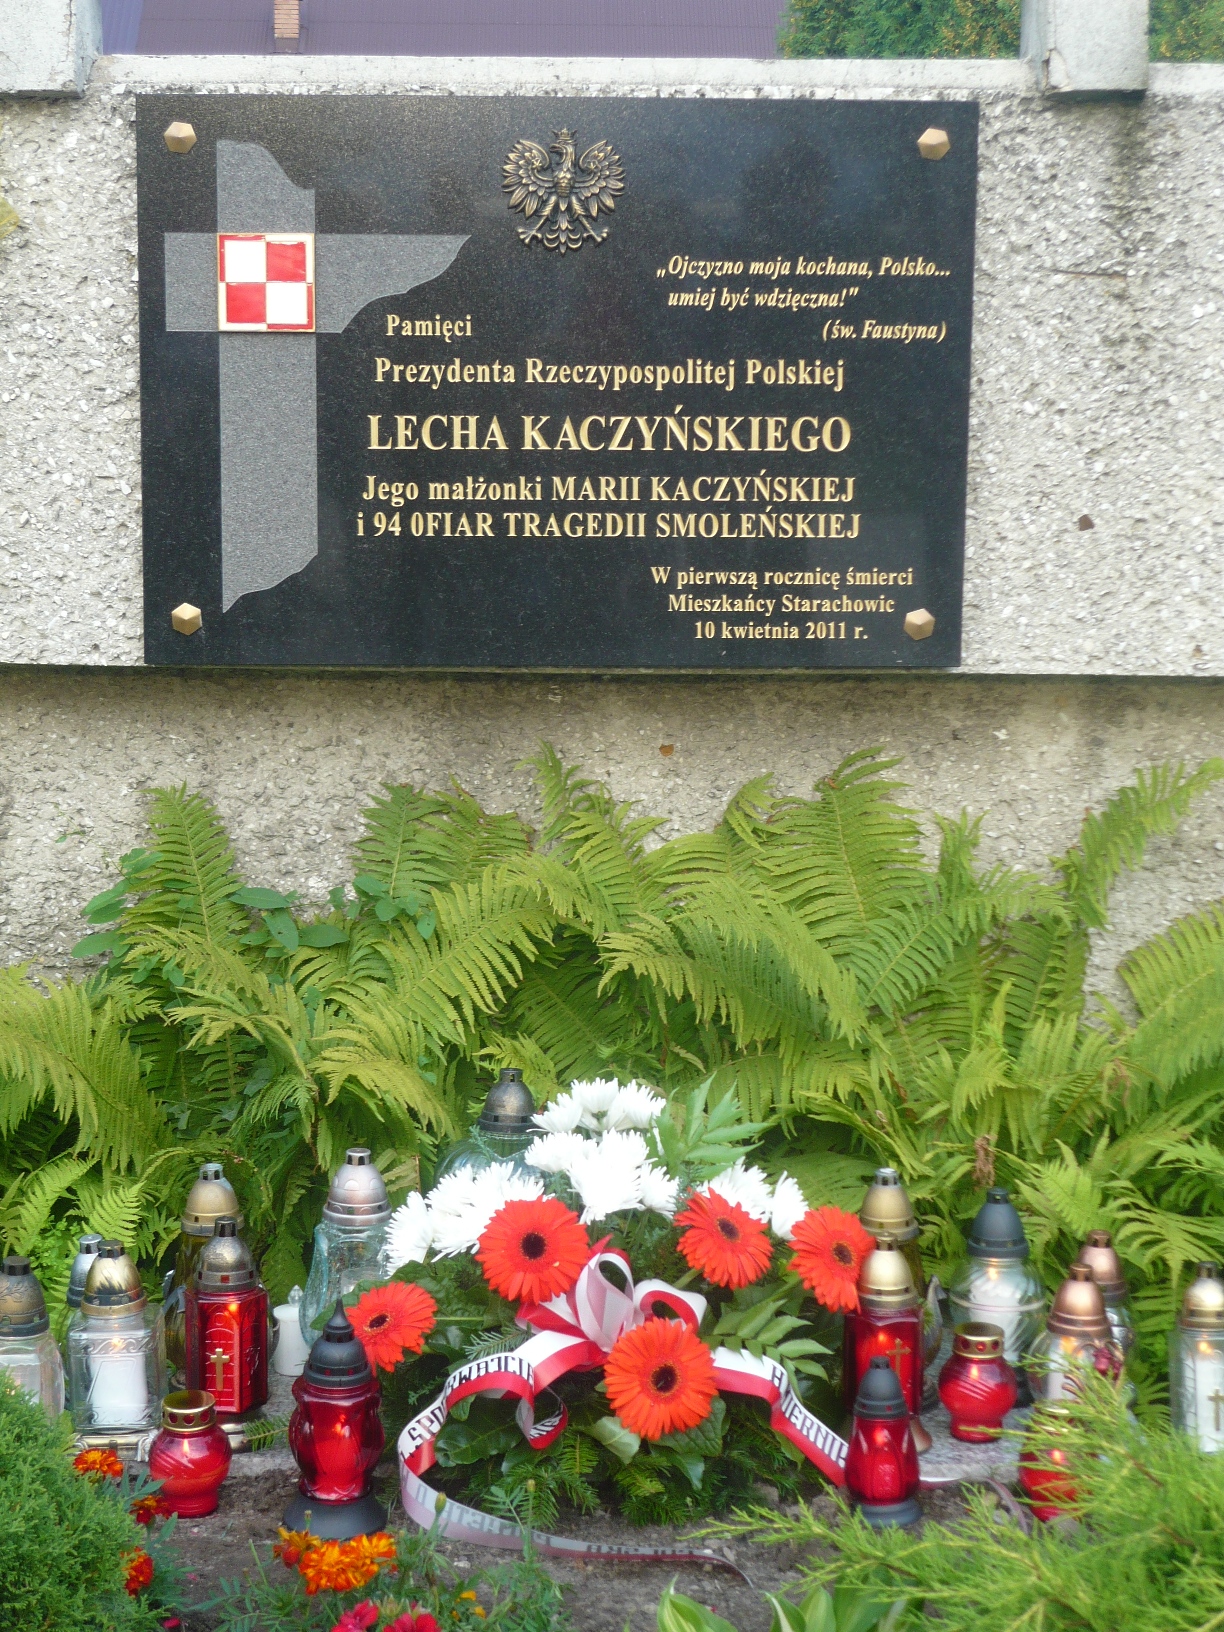 „Ojczyzno moja kochana, Polsko...
umiej być wdzięczna!"
(św. Faustyna)
Pamięci
Prezydenta Rzeczypospolitej Polskiej
LECHA KACZYŃSKIEGO
Jego małżonki MARII KACZYŃSKIEJ
i 94 0FIAR TRAGEDII SMOLEŃSKIEJ
W pierwszą rocznicę śmierci
Mieszkańcy Starachowic
10 kwietnia 2011 r.